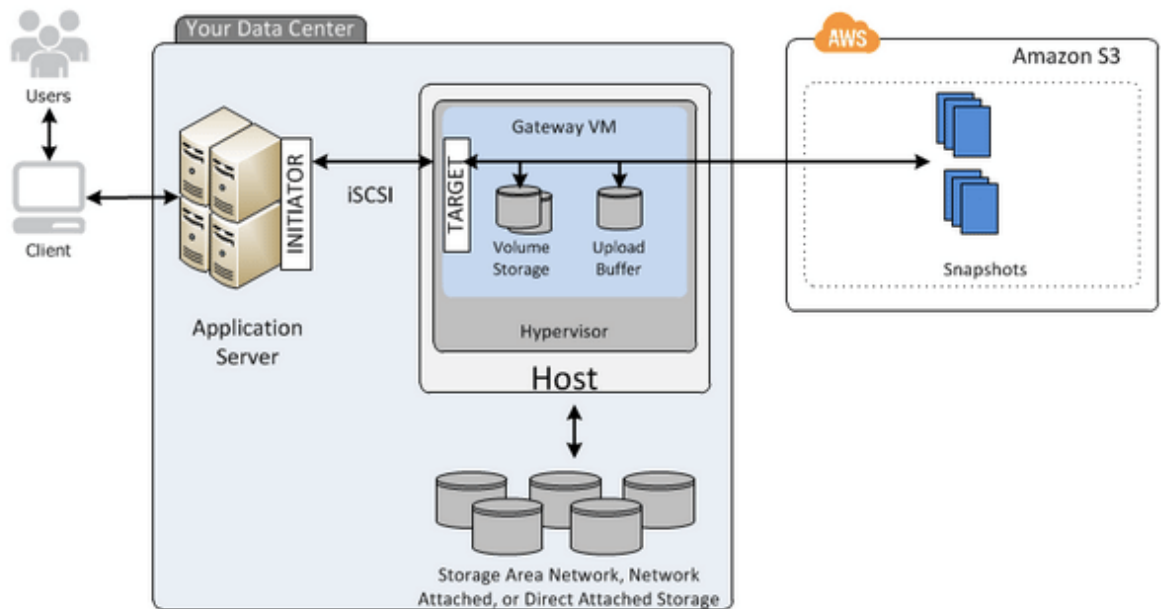 Your Data Center
AWS
Amazon S3
Users
Client
INITIATOR
Application
Server
iSCSI
TARGET
Gateway VM
Volume
Storage
Upload
Buffer
Hypervisor
Host
Snapshots
Storage Area Network, Network
Attached, or Direct Attached Storage